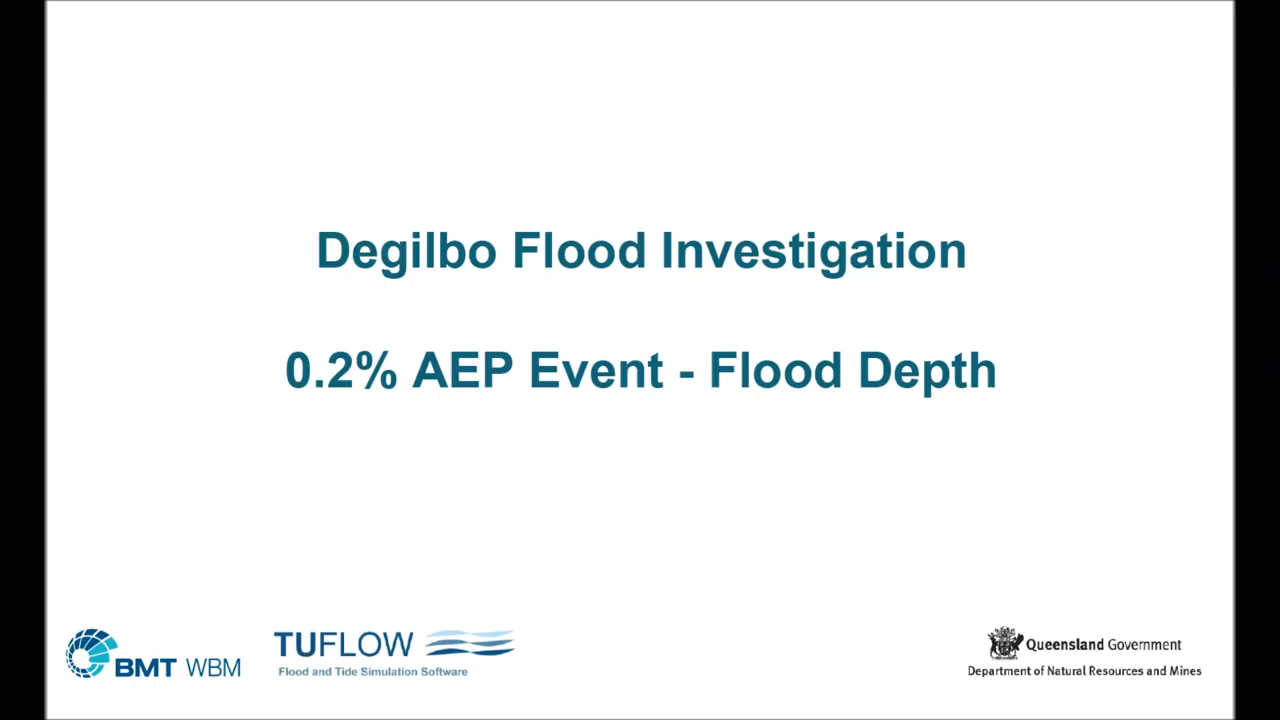 Degilbo Flood Investigation
0.2% AEP Event - Flood Depth
BMT WBM
TUFLOW
Flood and Tide Simulation Software
Queensland Government
Department of Natural Resources and Mines